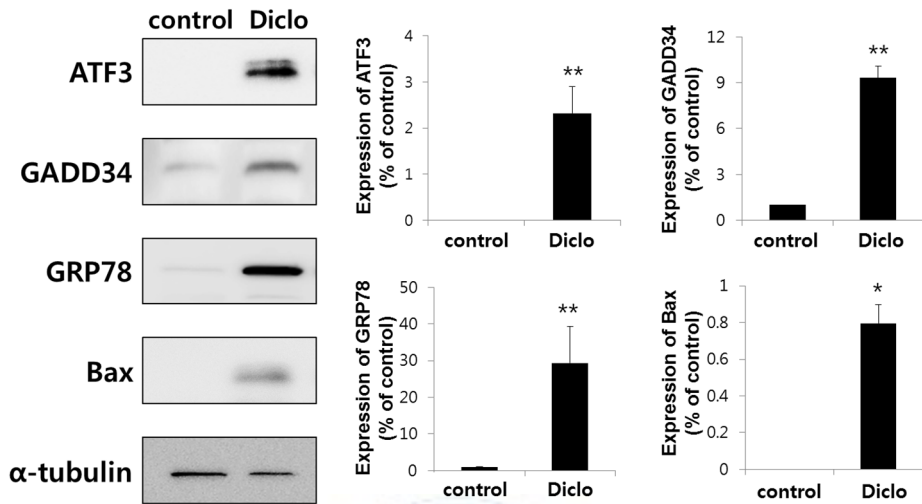 control Diclo
ATF3
GADD34
GRP78
Bax
α-tubulin
Expression of ATF3
(% of control)
4
3
2
1
0
**
control Diclo
Expression of GADD34
(% of control)
12
9
6
3
0
**
control Diclo
Expression of GRP78
(% of control)
50
40
30
20
10
0
**
control Diclo
Expression of Bax
(% of control)
1
0.8
0.6
0.4
0.2
0
*
control Diclo